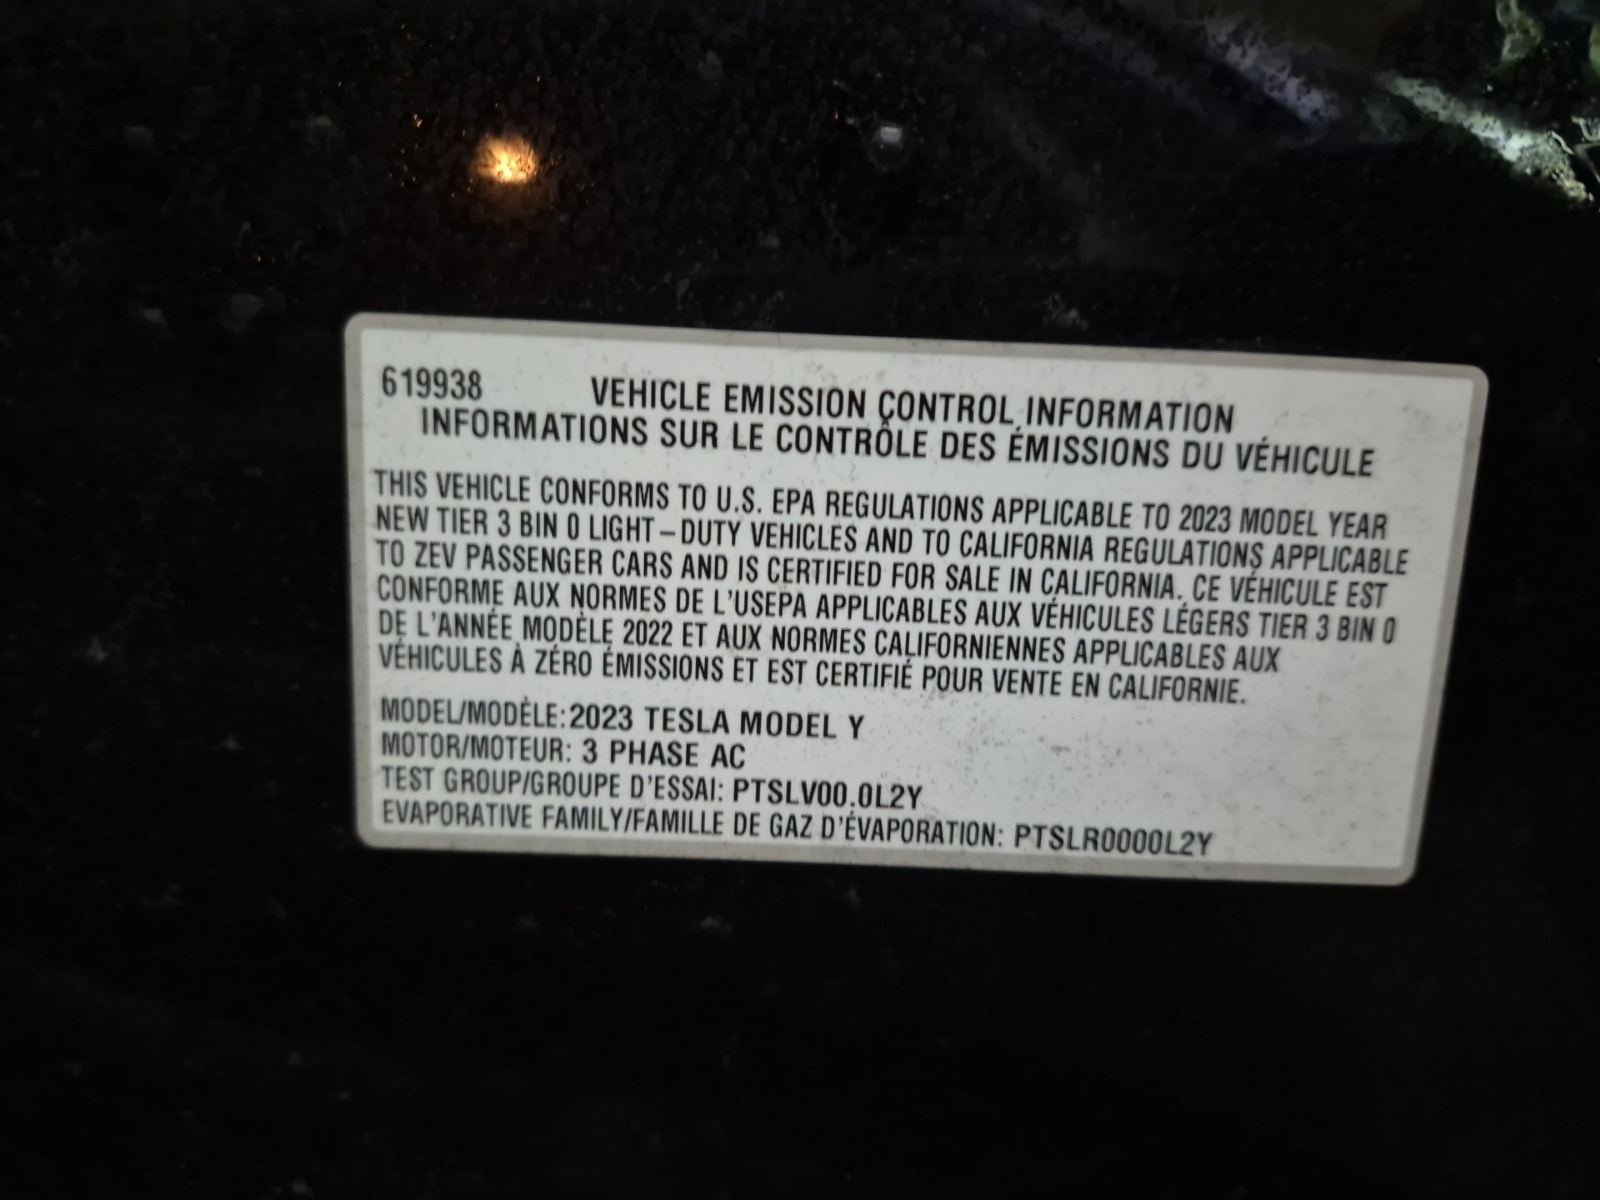 619938 VEHICLE EMISSION CONTROL INFORMATION
INFORMATIONS SUR LE CONTRÔLE DES ÉMISSIONS DU VÉHICULE
THIS VEHICLE CONFORMS TO U.S. EPA REGULATIONS APPLICABLE TO 2023 MODEL YEAR
NEW TIER 3 BIN 0 LIGHT–DUTY VEHICLES AND TO CALIFORNIA REGULATIONS APPLICABLE
TO ZEV PASSENGER CARS AND IS CERTIFIED FOR SALE IN CALIFORNIA. CE VÉHICULE EST
CONFORME AUX NORMES DE L'USEPA APPLICABLES AUX VÉHICULES LÉGERS TIER 3 BIN 0
DE L'ANNÉE MODÈLE 2022 ET AUX NORMES CALIFORNIENNES APPLICABLES AUX
VÉHICULES À ZÉRO ÉMISSIONS ET EST CERTIFIÉ POUR VENTE EN CALIFORNIE.
MODEL/MODÈLE: 2023 TESLA MODEL Y
MOTOR/MOTEUR: 3 PHASE AC
TEST GROUP/GROUPE D'ESSAI: PTSLV00.0L2Y
EVAPORATIVE FAMILY/FAMILLE DE GAZ D'ÉVAPORATION: PTSLR0000L2Y